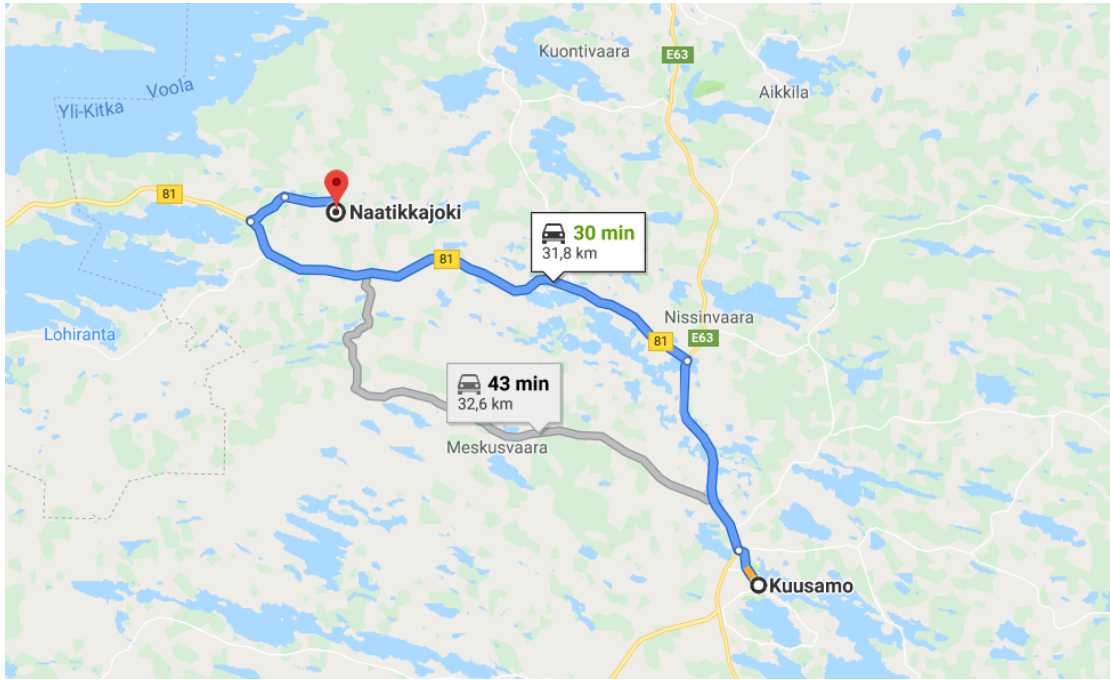 Kuontivaara
E63
Voola
Aikkila
Yli-Kitka
81
Naatikkajoki
30 min
31,8 km
81
Nissinvaara
Lohiranta
E63
81
43 min
32,6 km
Meskusvaara
Kuusamo